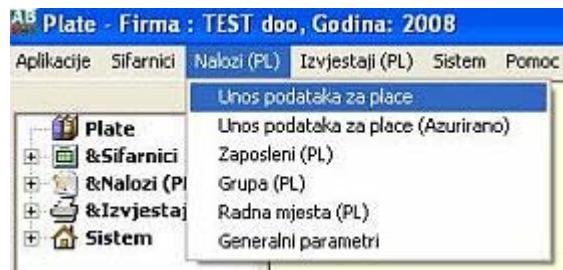 AB Plate - Firma : TEST doo, Godina: 2008
Aplikacije Sifarnici Nalozi (PL) Izvjestaji (PL) Sistem Pomoc
Unos podataka za place
Unos podataka za place (Azurirano)
Zaposleni (PL)
Grupa (PL)
Radna mjesta (PL)
Generalni parametri
Plate
&Sifarnici
&Nalozi (Pl
&Izvjestaj
Sistem